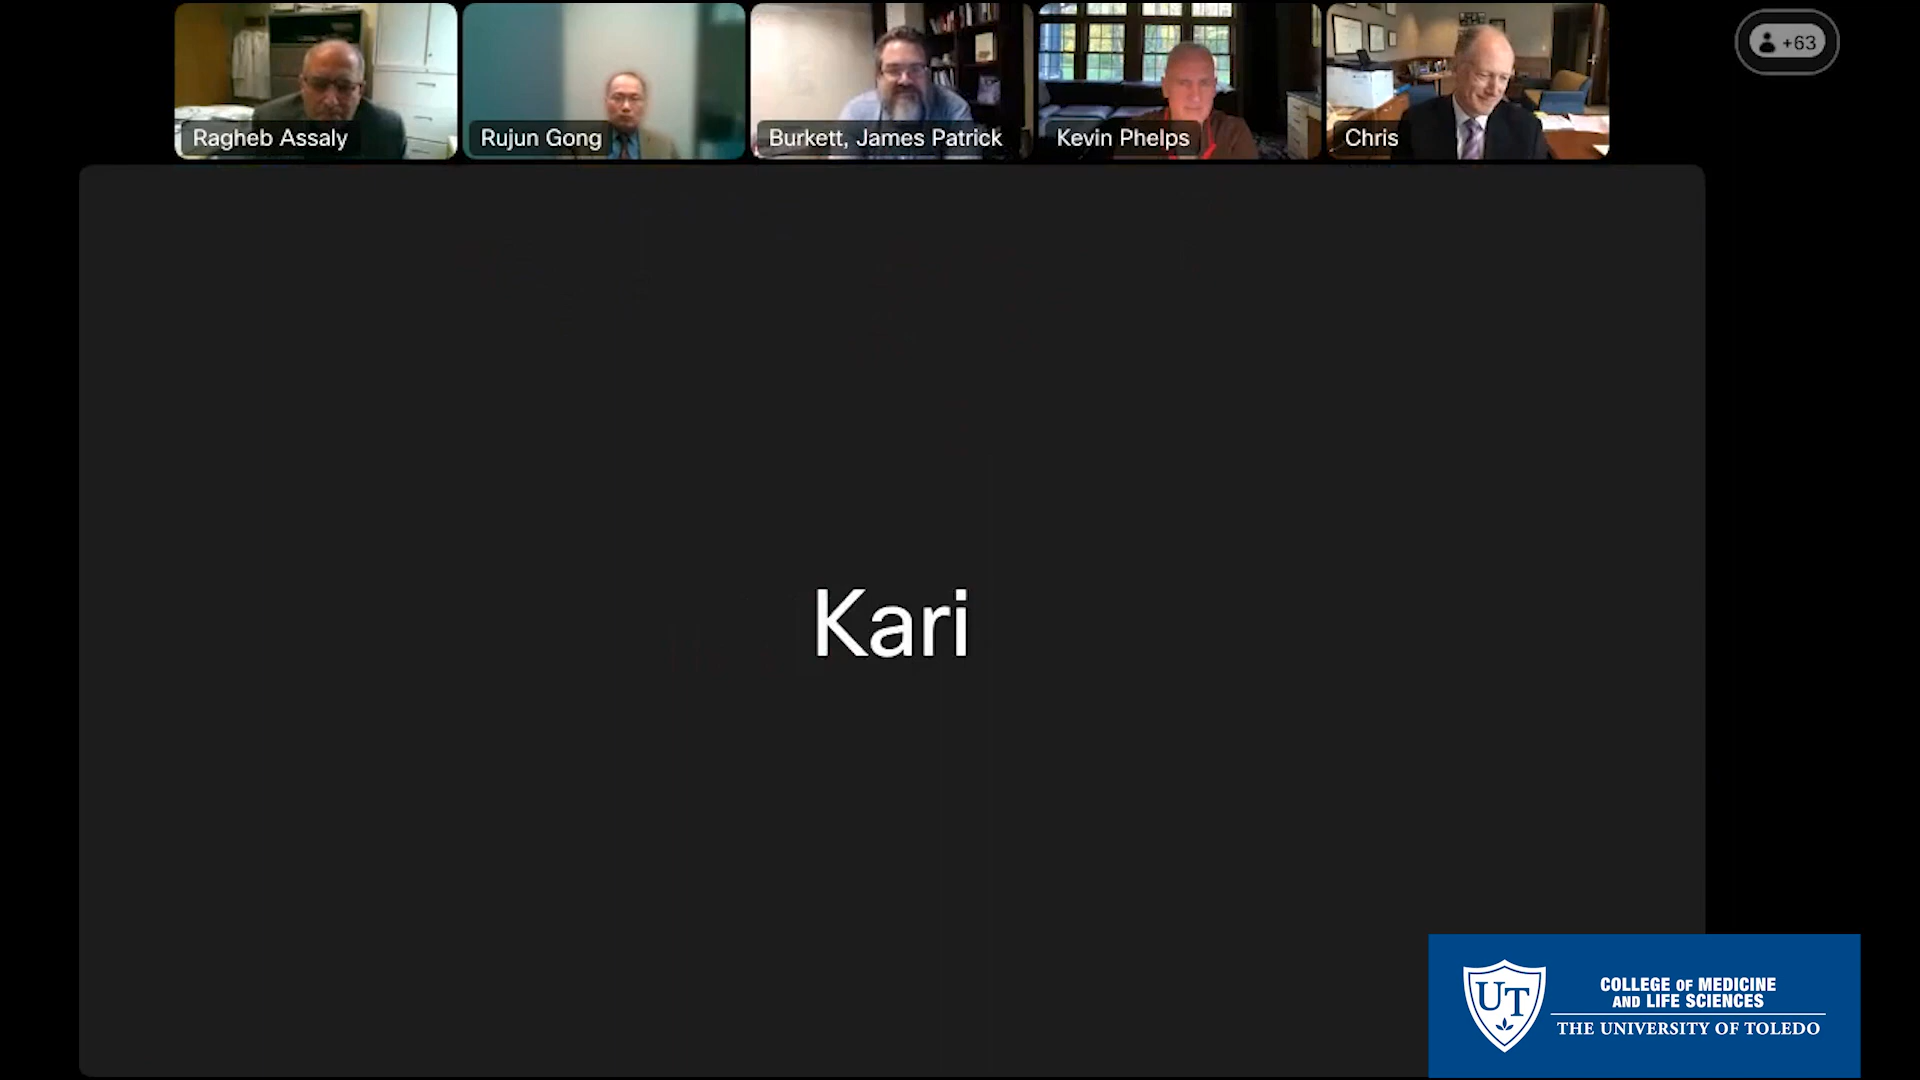 Ragheb Assaly
Rujun Gong
Burkett, James Patrick
Kevin Phelps
Chris
+63
Kari
UT
COLLEGE OF MEDICINE
AND LIFE SCIENCES
THE UNIVERSITY OF TOLEDO